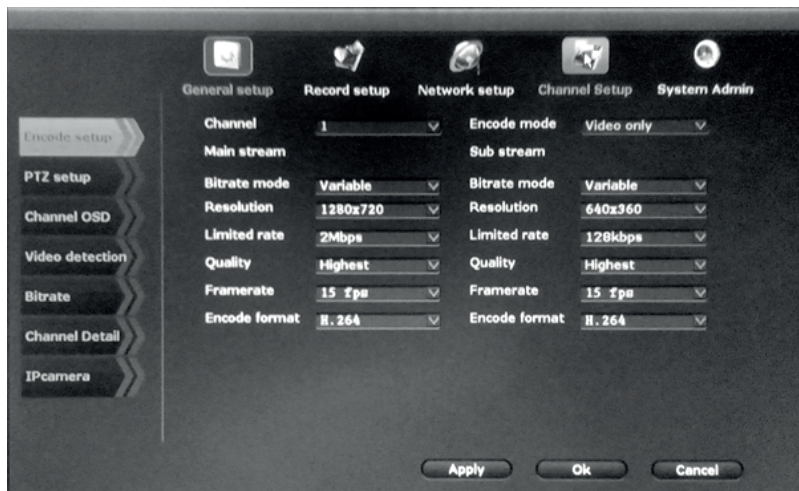 General setup Record setup Network setup Channel Setup System Admin
Encode setup
PTZ setup
Channel OSD
Video detection
Bitrate
Channel Detail
IPcamera
Channel 1 Encode mode Video only
Main stream Sub stream
Bitrate mode Variable Bitrate mode Variable
Resolution 1280x720 Resolution 640x360
Limited rate 2Mbps Limited rate 128kbps
Quality Highest Quality Highest
Framerate 15 fps Framerate 15 fps
Encode format H.264 Encode format H.264
Apply Ok Cancel